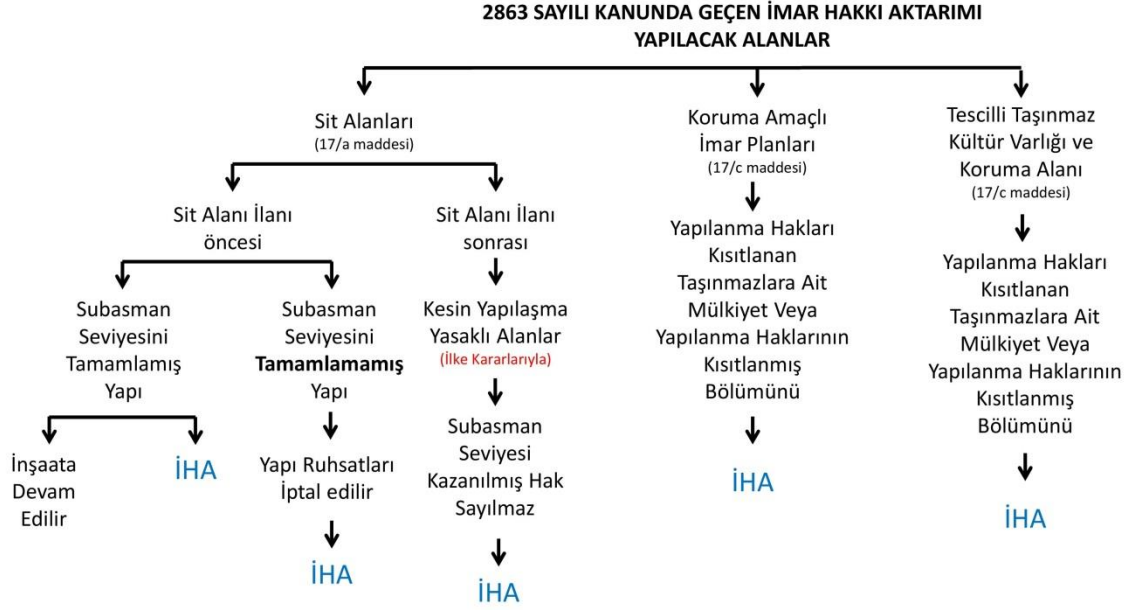 2863 SAYILI KANUNDA GEÇEN İMAR HAKKI AKTARIMI
YAPILACAK ALANLAR
Sit Alanları
(17/a maddesi)
Koruma Amaçlı
İmar Planları
(17/c maddesi)
Tescilli Taşınmaz
Kültür Varlığı ve
Koruma Alanı
(17/c maddesi)
Sit Alanı İlanı
öncesi
Sit Alanı İlanı
sonrası
Subasman
Seviyesini
Tamamlamış
Yapı
Subasman
Seviyesini
Tamamlamamış
Yapı
Kesin Yapılaşma
Yasaklı Alanlar
(İlke Kararlarıyla)
Yapılanma Hakları
Kısıtlanan
Taşınmazlara Ait
Mülkiyet Veya
Yapılanma Haklarının
Kısıtlanmış
Bölümünü
Yapılanma Hakları
Kısıtlanan
Taşınmazlara Ait
Mülkiyet Veya
Yapılanma Haklarının
Kısıtlanmış
Bölümünü
İnşaata
Devam
Edilir
İHA
Yapı Ruhsatları
İptal edilir
Subasman
Seviyesi
Kazanılmış Hak
Sayılmaz
İHA
İHA
İHA
İHA